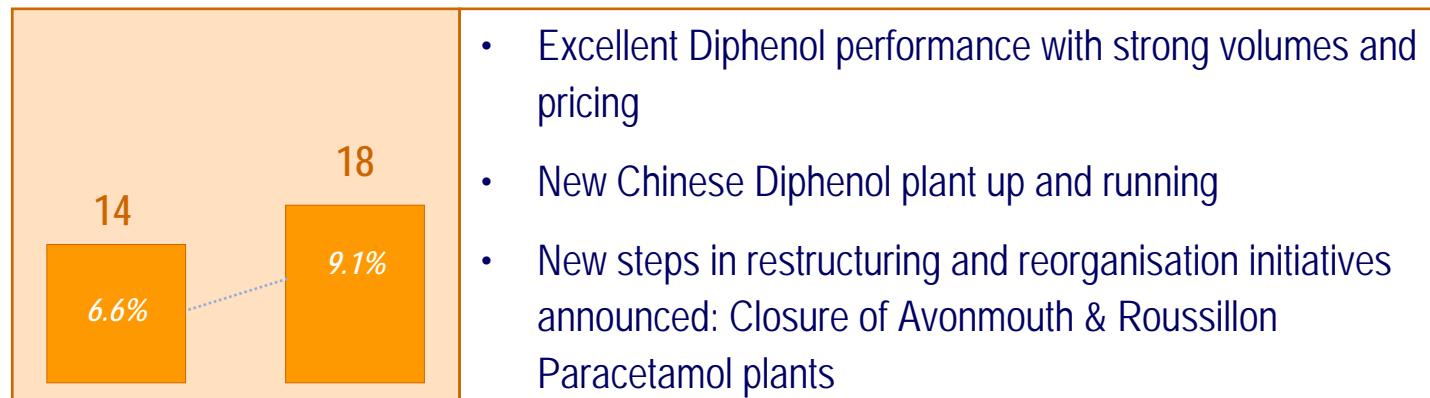 14
18
6.6%
9.1%
• Excellent Diphenol performance with strong volumes and
pricing
• New Chinese Diphenol plant up and running
• New steps in restructuring and reorganisation initiatives
announced: Closure of Avonmouth & Roussillon
Paracetamol plants